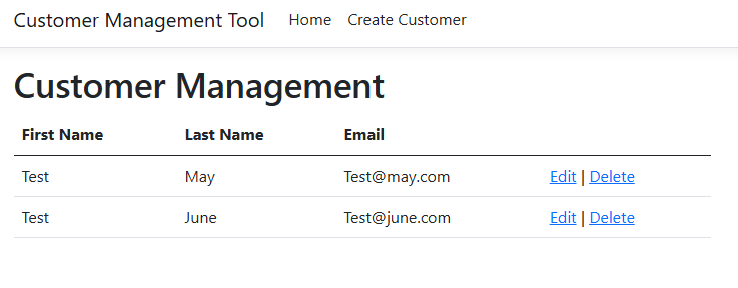 Customer Management Tool Home Create Customer
Customer Management
First Name Last Name Email
Test May Test@may.com Edit | Delete
Test June Test@june.com Edit | Delete